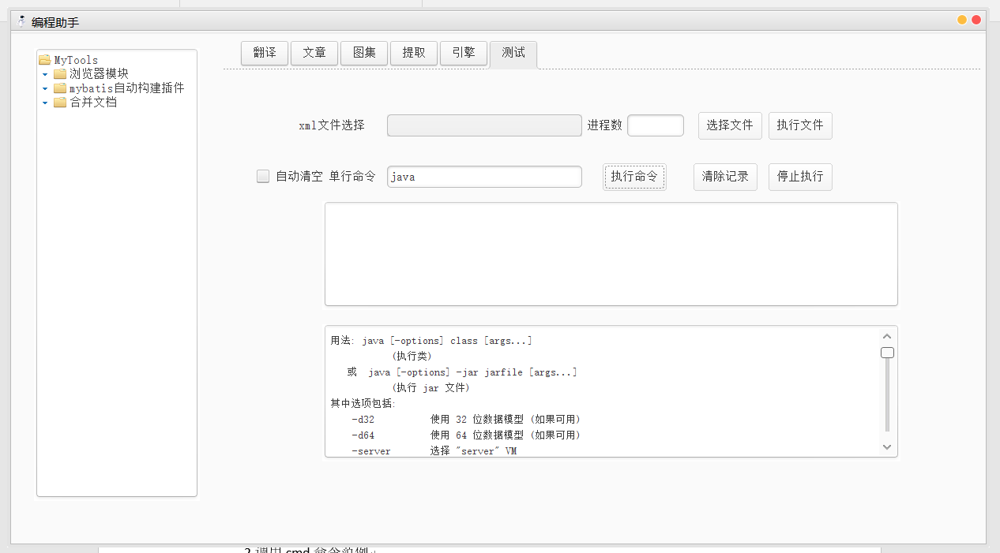 编程助手
MyTools
浏览器模块
mybatis自动构建插件
合并文档
翻译 文章 图集 提取 引擎 测试
xml文件选择 进程数 选择文件 执行文件
自动清空 单行命令 java 执行命令 清除记录 停止执行
用法: java [-options] class [args...]
(执行类)
或 java [-options] -jar jarfile [args...]
(执行 jar 文件)
其中选项包括:
-d32 使用 32 位数据模型 (如果可用)
-d64 使用 64 位数据模型 (如果可用)
-server 选择 "server" VM
2 调用 cmd 命令范例